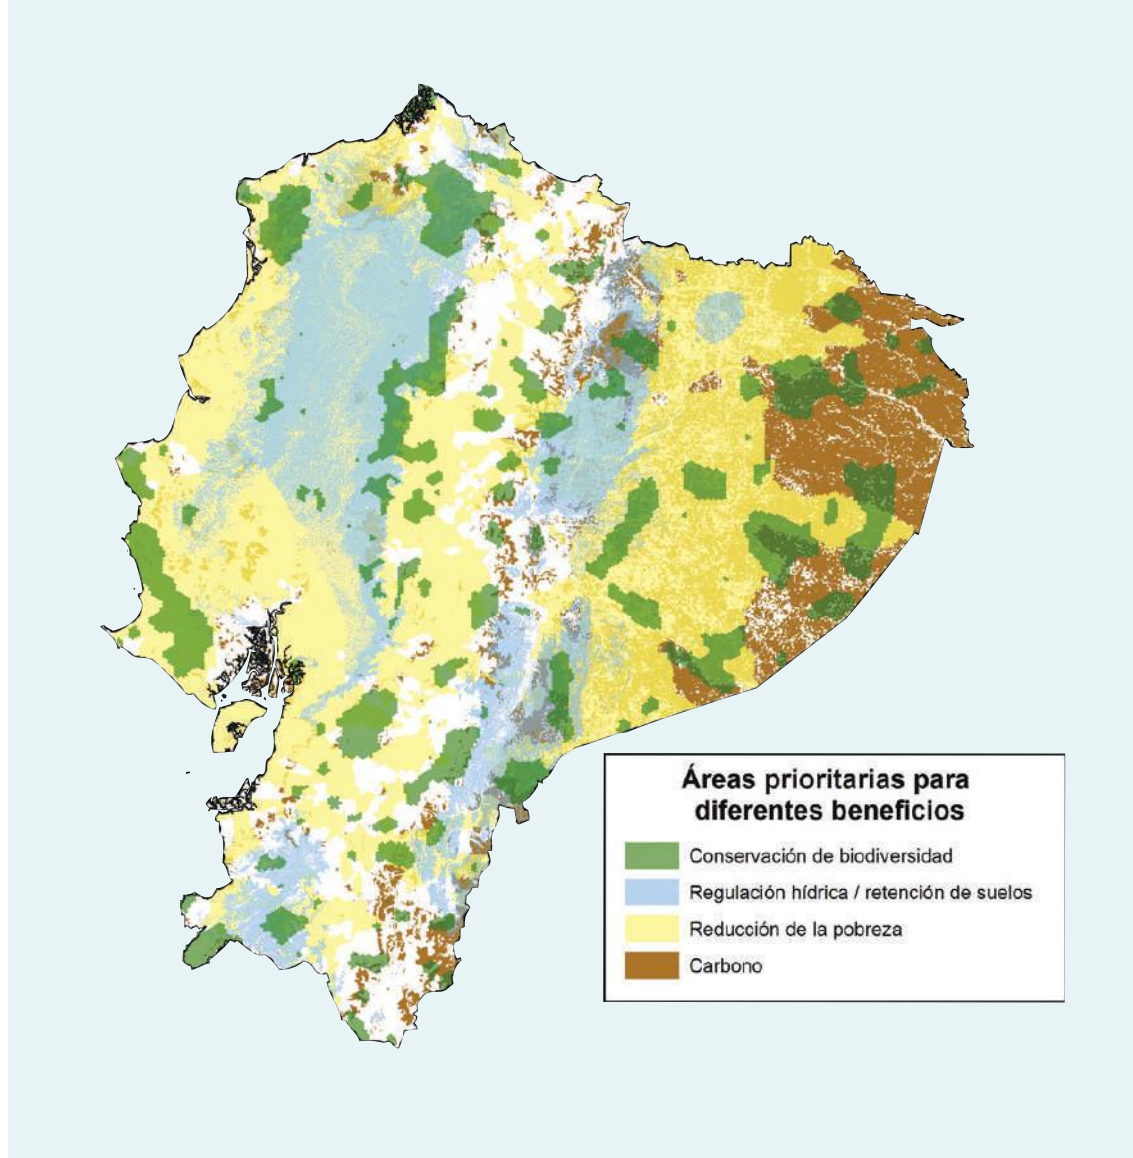 Áreas prioritarias para
diferentes beneficios
Conservación de biodiversidad
Regulación hídrica / retención de suelos
Reducción de la pobreza
Carbono